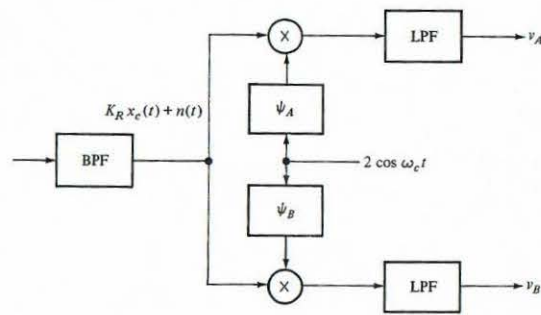 LPF
v_A
×
K_R x_c(t) + n(t)
ψ_A
BPF
2 cos ω_c t
ψ_B
×
LPF
v_B